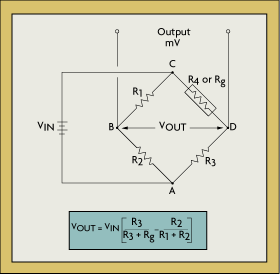 Output
mV
C
R1
R4 or Rg
VIN
B
VOUT
D
R2
R3
A
VOUT = VIN [R3 / R3 + Rg - R2 / R1 + R2]